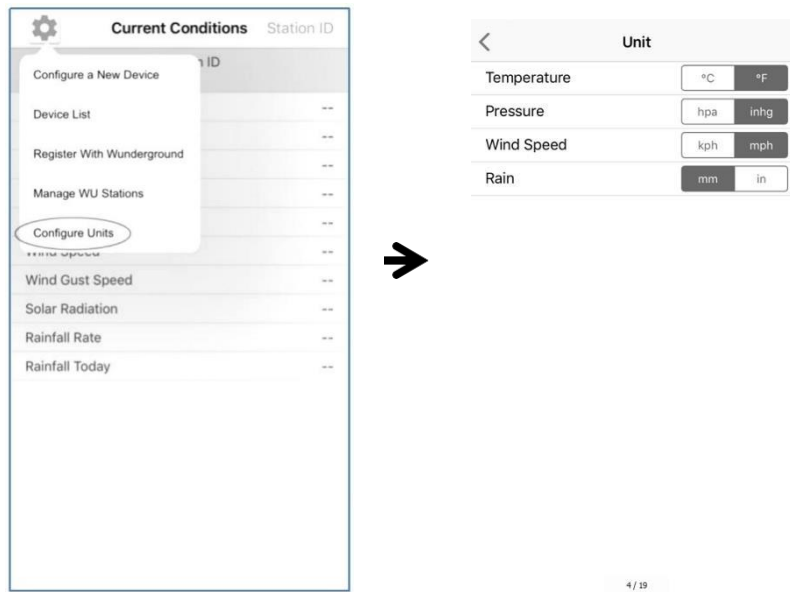 Current Conditions Station ID
n ID
Configure a New Device
Device List
--
--
Register With Wunderground
--
Manage WU Stations
--
Configure Units
--
Wind Speed
--
Wind Gust Speed --
Solar Radiation --
Rainfall Rate --
Rainfall Today --
Unit
Temperature °C °F
Pressure hpa inhg
Wind Speed kph mph
Rain mm in
4 / 19